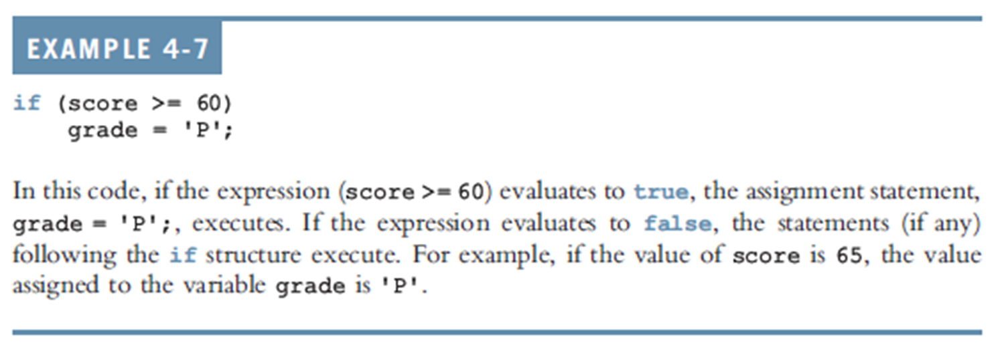 EXAMPLE 4-7
if (score >= 60)
    grade = 'P';
In this code, if the expression (score >= 60) evaluates to true, the assignment statement,
grade = 'P';, executes. If the expression evaluates to false, the statements (if any)
following the if structure execute. For example, if the value of score is 65, the value
assigned to the variable grade is 'P'.